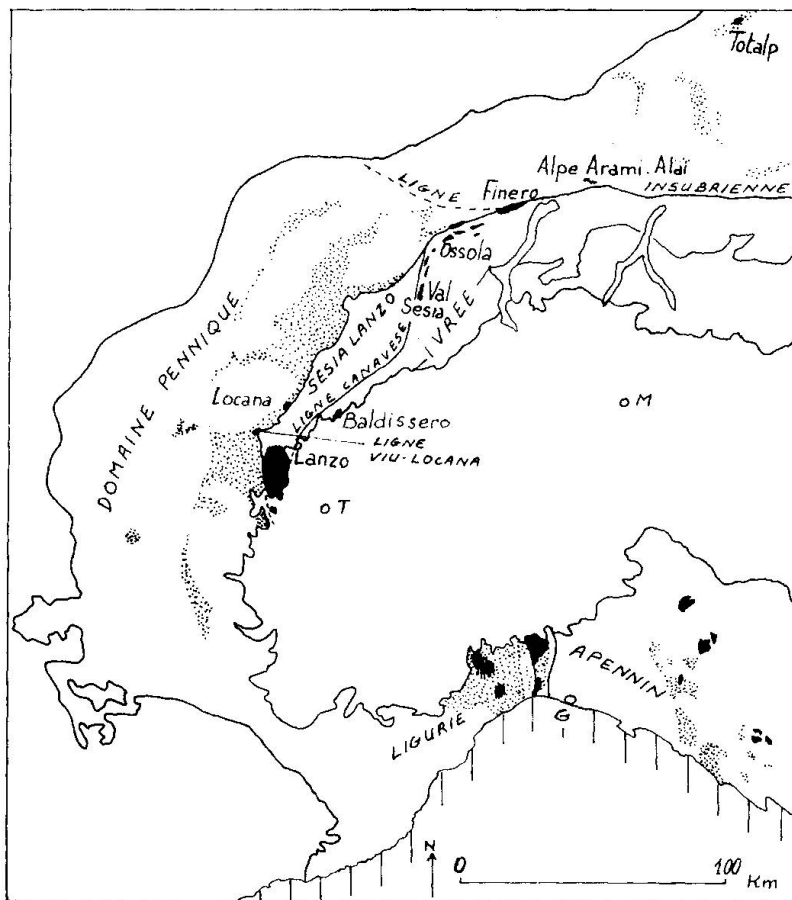 Totalp
Alpe Arami. Alaï
LIGNE
INSUBRIENNE
Finero
Ossola
Val
Sesia
DOMAINE PENNIQUE
SESIA LANZO
LIGNE CANAVESE
IVREE
Locana
Baldissero
LIGNE
VIU-LOCANA
Lanzo
M
T
APENNIN
LIGURIE
G
N
0
100
Km